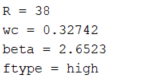 R = 38
wc = 0.32742
beta = 2.6523
ftype = high